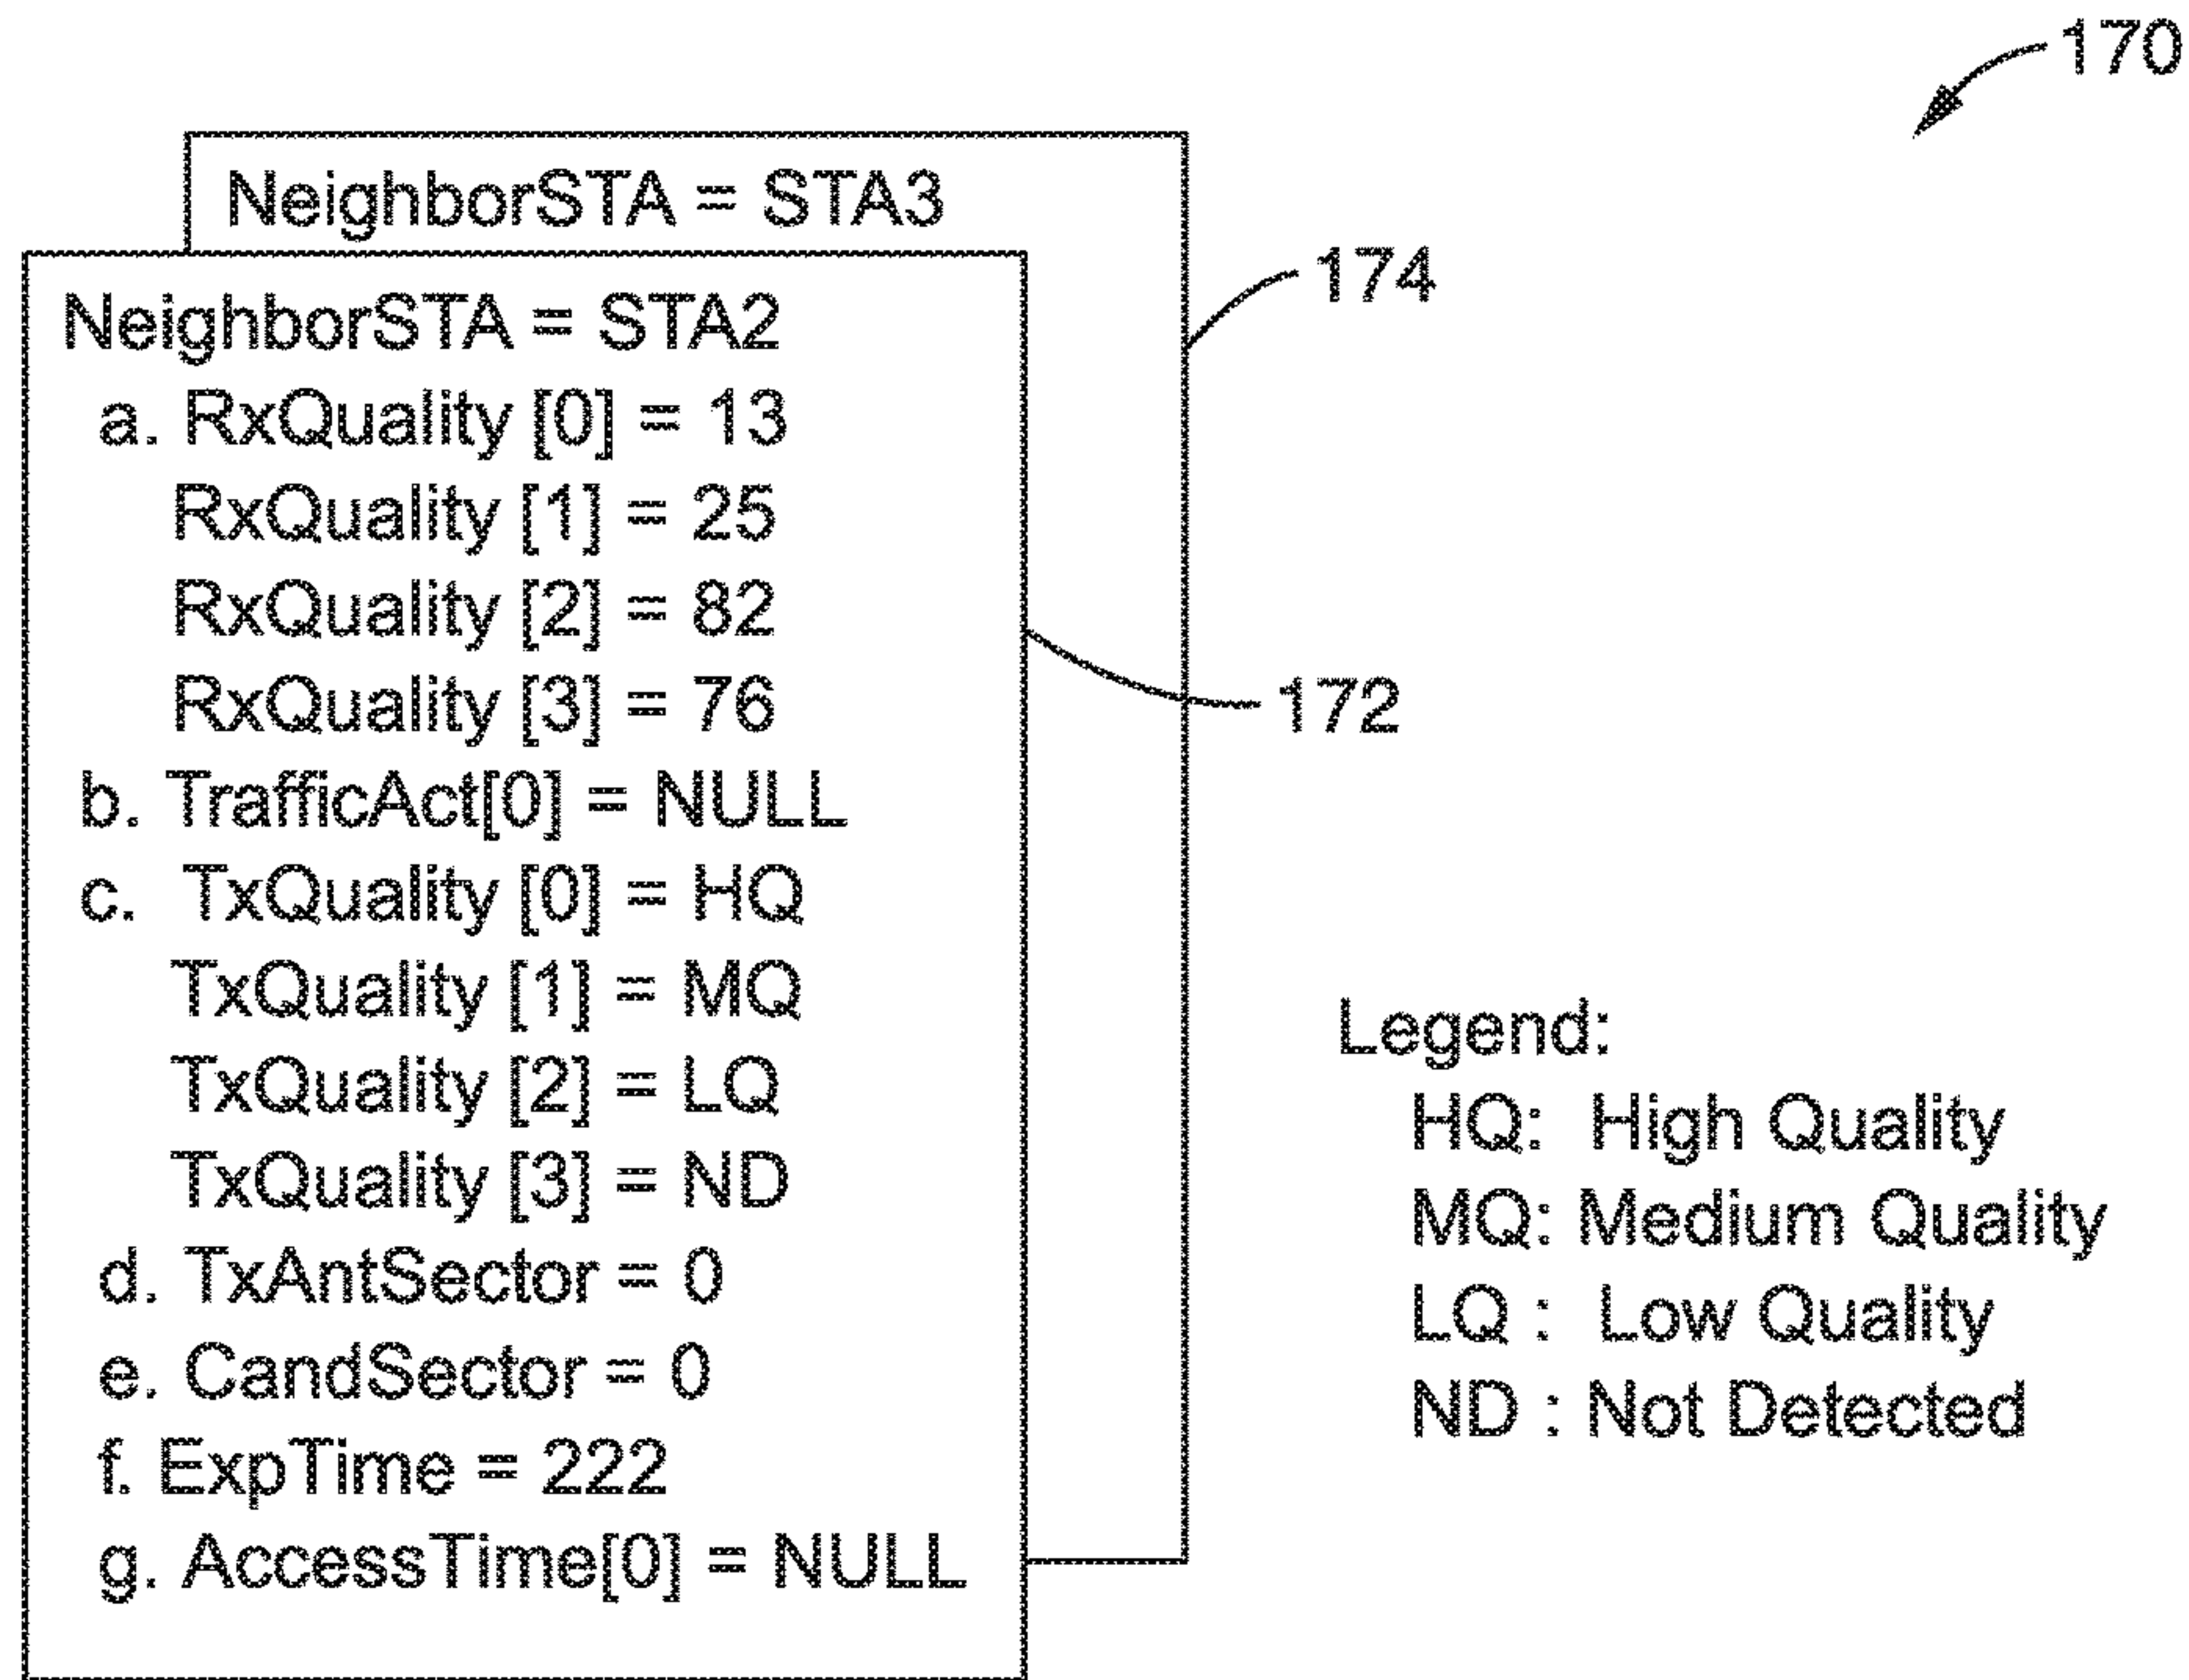 170
NeighborSTA = STA3
174
NeighborSTA = STA2
a. RxQuality [0] = 13
RxQuality [1] = 25
RxQuality [2] = 82
RxQuality [3] = 76
172
b. TrafficAct[0] = NULL
c. TxQuality [0] = HQ
TxQuality [1] = MQ
TxQuality [2] = LQ
TxQuality [3] = ND
d. TxAntSector = 0
e. CandSector = 0
f. ExpTime = 222
g. AccessTime[0] = NULL
Legend:
HQ: High Quality
MQ: Medium Quality
LQ : Low Quality
ND : Not Detected